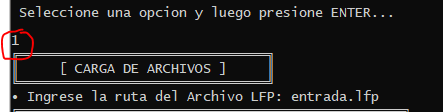 Seleccione una opcion y luego presione ENTER...
1
[ CARGA DE ARCHIVOS ]
• Ingrese la ruta del Archivo LFP: entrada.lfp